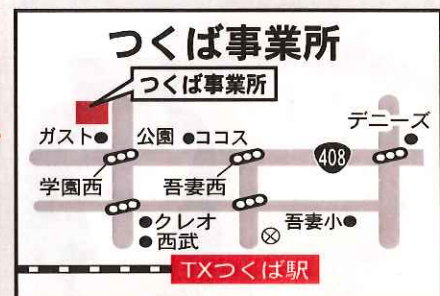 つくば事業所
つくば事業所
デニーズ
ガスト
公園
ココス
408
学園西
吾妻西
クレオ
西武
吾妻小
TXつくば駅